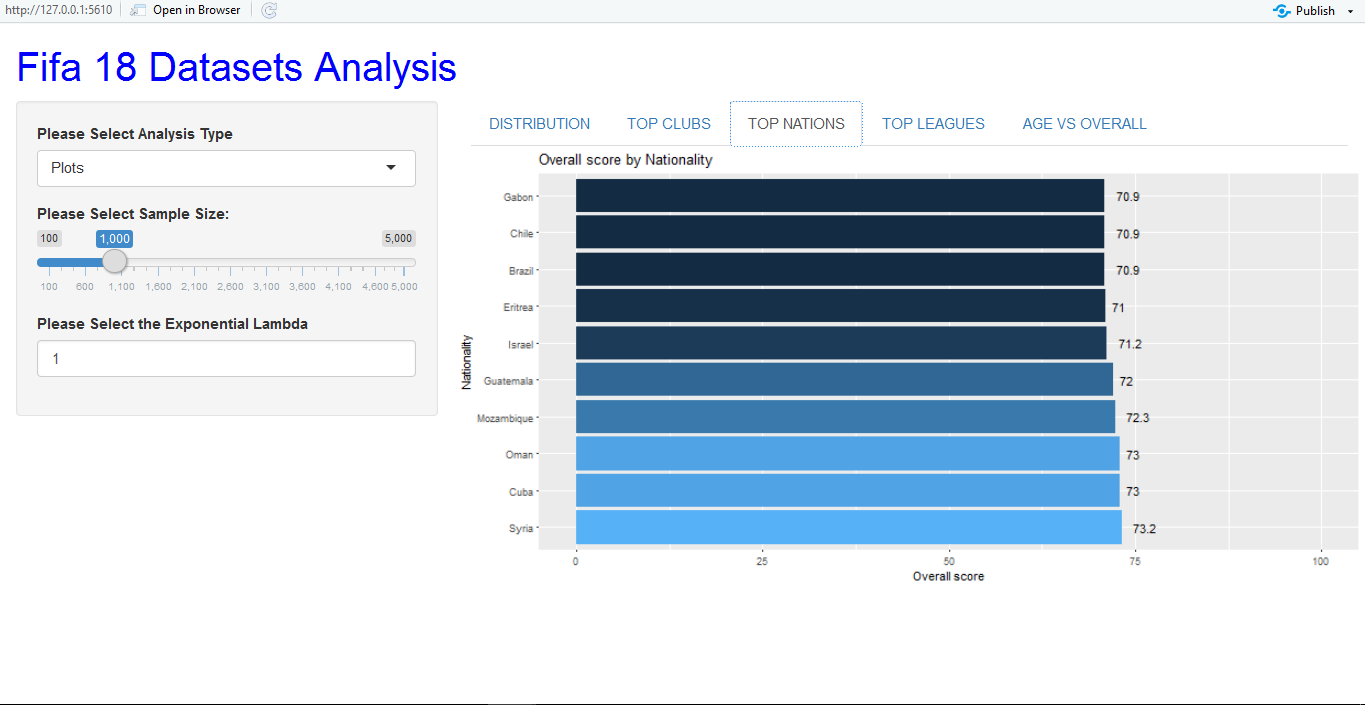 http://127.0.0.1:5610 Open in Browser Publish
Fifa 18 Datasets Analysis
Please Select Analysis Type
Plots
Please Select Sample Size:
100 1,000 5,000
100 600 1,100 1,600 2,100 2,600 3,100 3,600 4,100 4,600 5,000
Please Select the Exponential Lambda
1
DISTRIBUTION TOP CLUBS TOP NATIONS TOP LEAGUES AGE VS OVERALL
Overall score by Nationality
Nationality
Gabon 70.9
Chile 70.9
Brazil 70.9
Eritrea 71
Israel 71.2
Guatemala 72
Mozambique 72.3
Oman 73
Cuba 73
Syria 73.2
0 25 50 75 100
Overall score